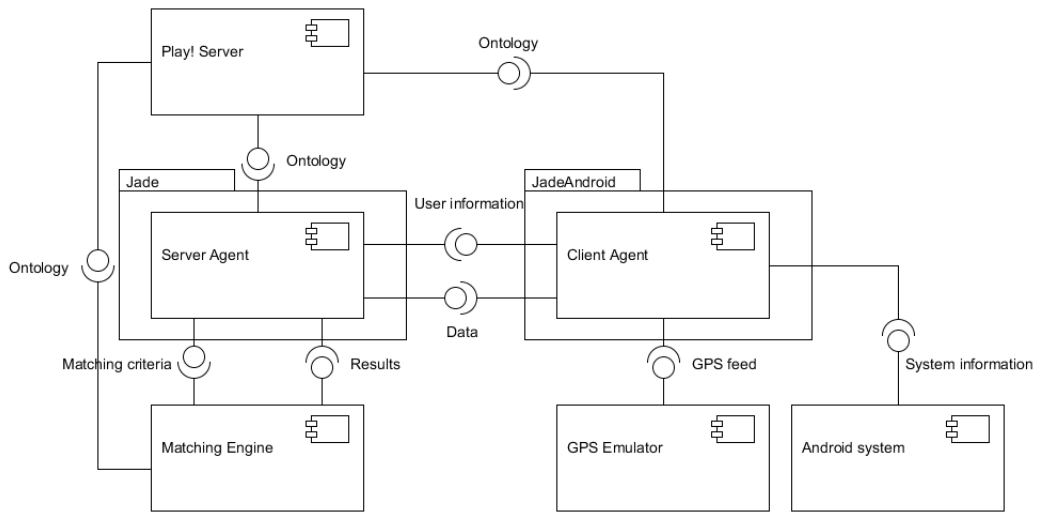 Ontology
Play! Server
Ontology
Jade
JadeAndroid
User information
Server Agent
Client Agent
Ontology
Data
Matching criteria
Results
GPS feed
System information
Matching Engine
GPS Emulator
Android system